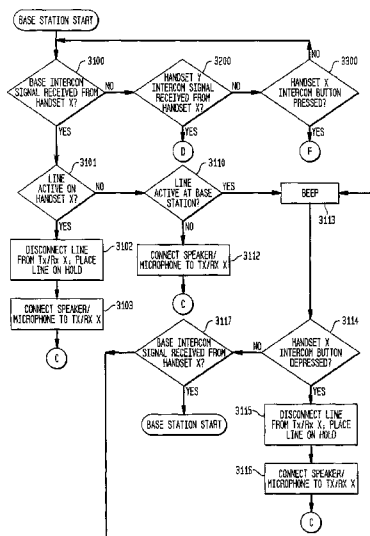 BASE STATION START
3100
BASE INTERCOM
SIGNAL RECEIVED FROM
HANDSET X?
NO
YES
3200
HANDSET Y
INTERCOM SIGNAL
RECEIVED FROM
HANDSET X?
NO
YES
D
3300
HANDSET X
INTERCOM BUTTON
PRESSED?
NO
YES
F
3101
LINE
ACTIVE ON
HANDSET X?
NO
YES
3110
LINE
ACTIVE AT BASE
STATION?
YES
NO
BEEP
3113
3102
DISCONNECT LINE
FROM Tx/Rx X; PLACE
LINE ON HOLD
3112
CONNECT SPEAKER/
MICROPHONE TO TX/RX X
C
3103
CONNECT SPEAKER/
MICROPHONE TO TX/RX X
C
3117
BASE INTERCOM
SIGNAL RECEIVED FROM
HANDSET X?
YES
BASE STATION START
3114
HANDSET X
INTERCOM BUTTON
DEPRESSED?
NO
YES
3115
DISCONNECT LINE
FROM Tx/Rx X; PLACE
LINE ON HOLD
3116
CONNECT SPEAKER/
MICROPHONE TO TX/RX X
C